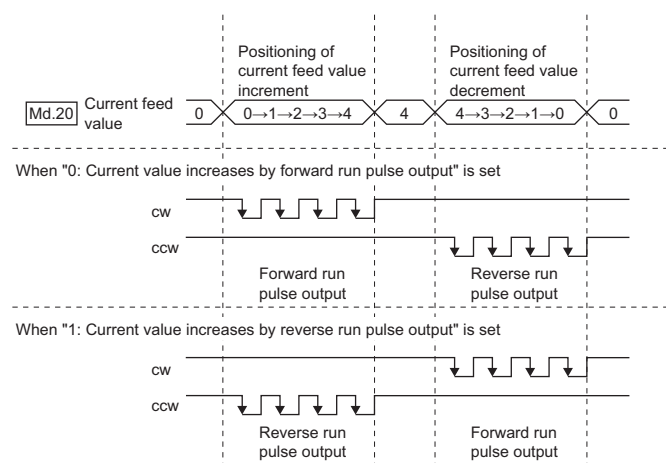 Positioning of
current feed value
increment
Positioning of
current feed value
decrement
Md.20 Current feed
value
0
0→1→2→3→4
4
4→3→2→1→0
0
When "0: Current value increases by forward run pulse output" is set
cw
ccw
Forward run
pulse output
Reverse run
pulse output
When "1: Current value increases by reverse run pulse output" is set
cw
ccw
Reverse run
pulse output
Forward run
pulse output